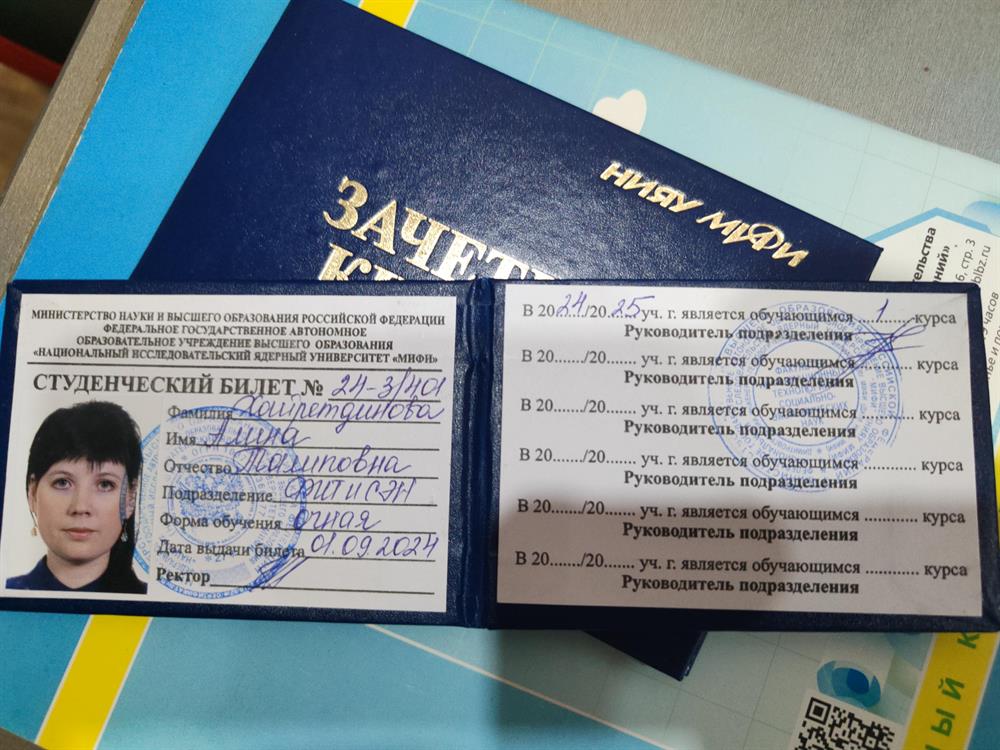 НИЯУ МИФИ
ЗАЧЕТ
МИНИСТЕРСТВО НАУКИ И ВЫСШЕГО ОБРАЗОВАНИЯ РОССИЙСКОЙ ФЕДЕРАЦИИ
ФЕДЕРАЛЬНОЕ ГОСУДАРСТВЕННОЕ АВТОНОМНОЕ
ОБРАЗОВАТЕЛЬНОЕ УЧРЕЖДЕНИЕ ВЫСШЕГО ОБРАЗОВАНИЯ
«НАЦИОНАЛЬНЫЙ ИССЛЕДОВАТЕЛЬСКИЙ ЯДЕРНЫЙ УНИВЕРСИТЕТ «МИФИ»
СТУДЕНЧЕСКИЙ БИЛЕТ № 24-3/401
Фамилия Хайретдинова
Имя Алина
Отчество Талиповна
Подразделение ФИТИСЭН
Форма обучения очная
Дата выдачи билета 01.09.2024
Ректор
В 2024/2025 уч. г. является обучающимся 1 курса
Руководитель подразделения
В 20......./20....... уч. г. является обучающимся ............ курса
Руководитель подразделения
В 20......./20....... уч. г. является обучающимся ............ курса
Руководитель подразделения
В 20......./20....... уч. г. является обучающимся ............ курса
Руководитель подразделения
В 20......./20....... уч. г. является обучающимся ............ курса
Руководитель подразделения
В 20......./20....... уч. г. является обучающимся ............ курса
Руководитель подразделения